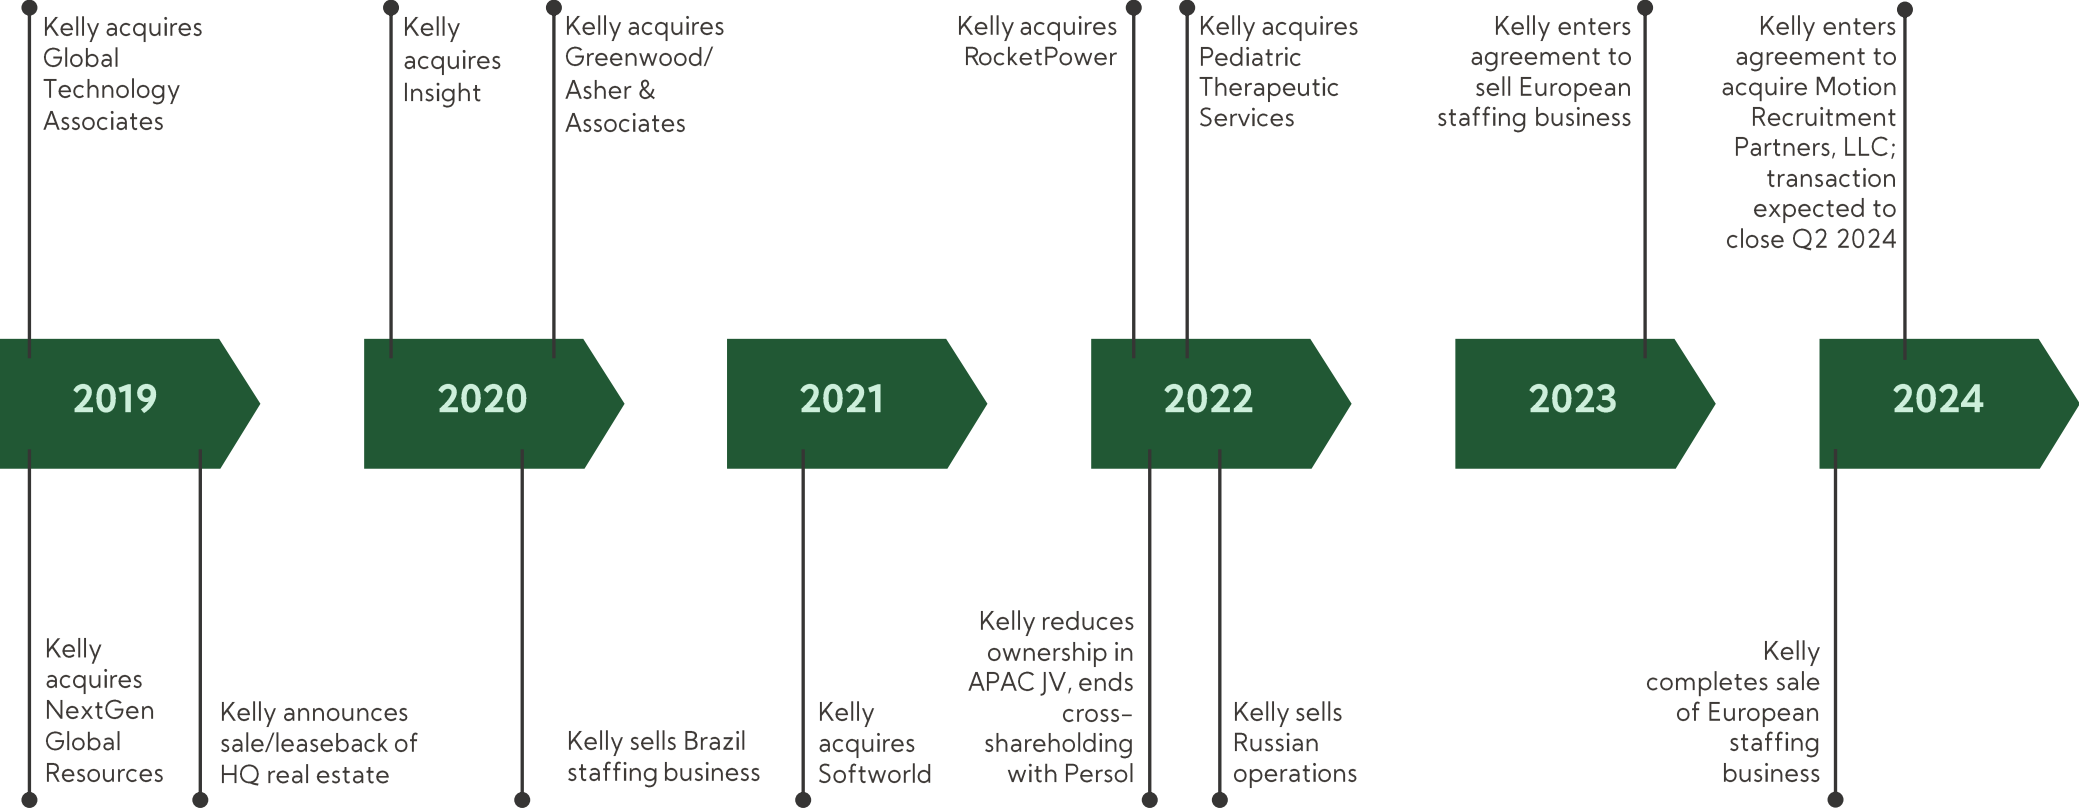 Kelly acquires
Global
Technology
Associates
Kelly
acquires
Insight
Kelly acquires
Greenwood/
Asher &
Associates
Kelly acquires
RocketPower
Kelly acquires
Pediatric
Therapeutic
Services
Kelly enters
agreement to
sell European
staffing business
Kelly enters
agreement to
acquire Motion
Recruitment
Partners, LLC;
transaction
expected to
close Q2 2024
2019
2020
2021
2022
2023
2024
Kelly
acquires
NextGen
Global
Resources
Kelly announces
sale/leaseback of
HQ real estate
Kelly sells Brazil
staffing business
Kelly
acquires
Softworld
Kelly reduces
ownership in
APAC JV, ends
cross-
shareholding
with Persol
Kelly sells
Russian
operations
Kelly
completes sale
of European
staffing
business